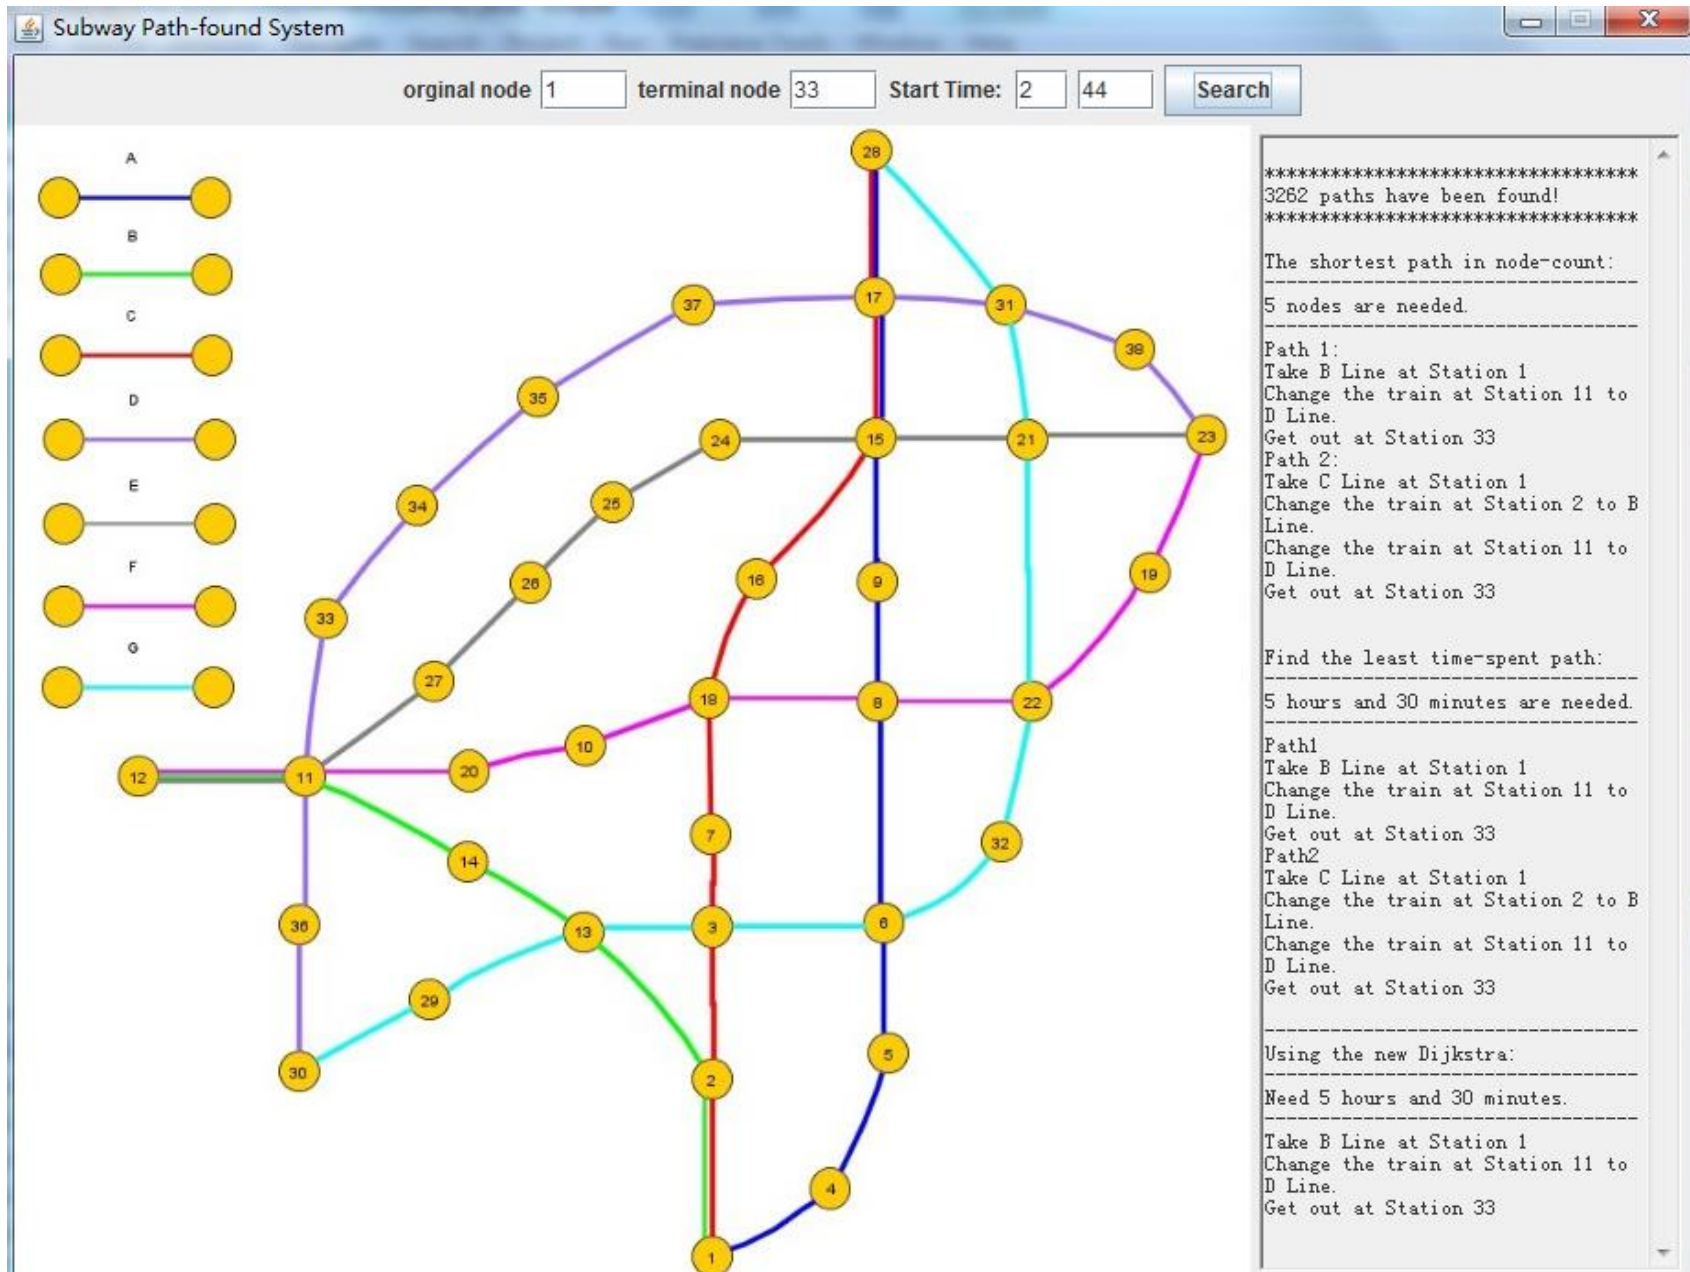 Subway Path-found System
orginal node 1 terminal node 33 Start Time: 2 44 Search
A
B
C
D
E
F
G
28
37
17
31
38
35
24
15
21
23
34
25
16
9
19
26
33
27
18
8
22
12
11
20
10
7
14
32
36
13
3
6
29
5
30
2
4
1
**********************************
3262 paths have been found!
**********************************
The shortest path in node-count:
----------------------------------
5 nodes are needed.
----------------------------------
Path 1:
Take B Line at Station 1
Change the train at Station 11 to
D Line.
Get out at Station 33
Path 2:
Take C Line at Station 1
Change the train at Station 2 to B
Line.
Change the train at Station 11 to
D Line.
Get out at Station 33
Find the least time-spent path:
----------------------------------
5 hours and 30 minutes are needed.
----------------------------------
Path1
Take B Line at Station 1
Change the train at Station 11 to
D Line.
Get out at Station 33
Path2
Take C Line at Station 1
Change the train at Station 2 to B
Line.
Change the train at Station 11 to
D Line.
Get out at Station 33
----------------------------------
Using the new Dijkstra:
----------------------------------
Need 5 hours and 30 minutes.
----------------------------------
Take B Line at Station 1
Change the train at Station 11 to
D Line.
Get out at Station 33